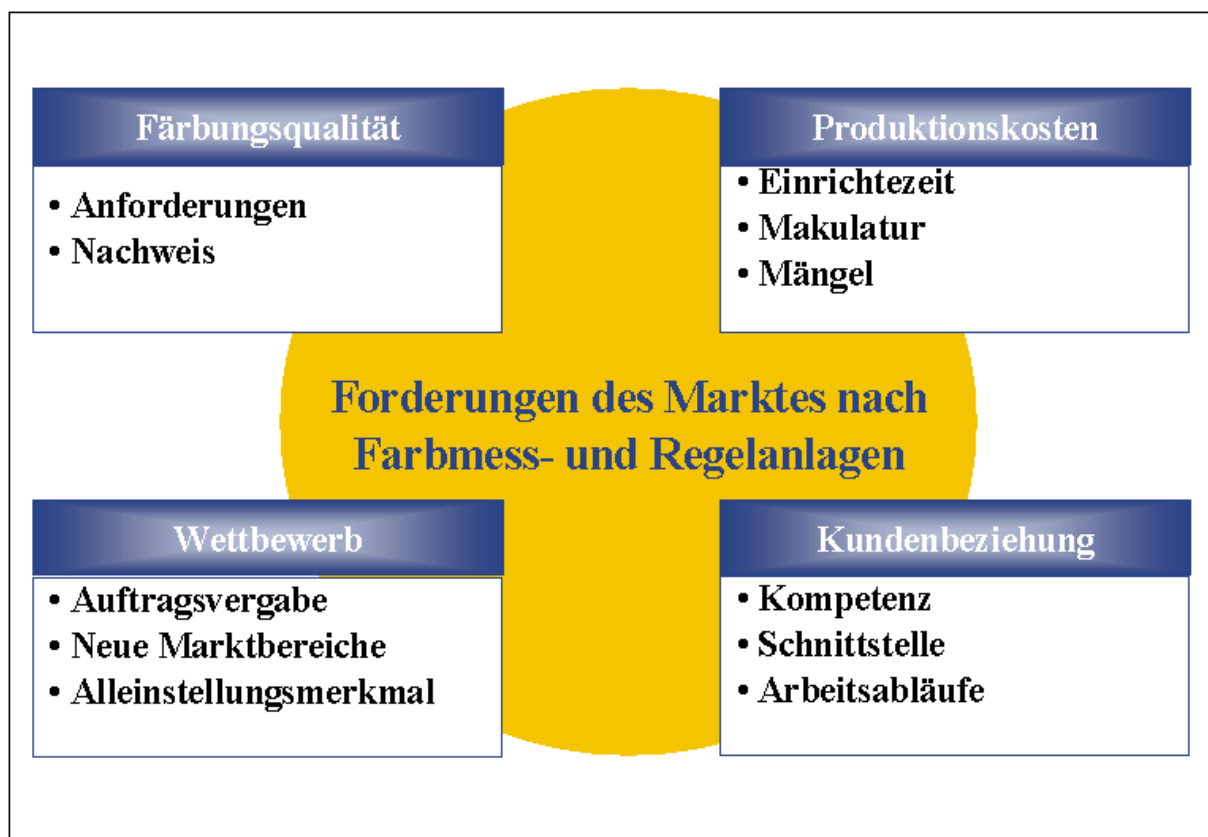 Färbungsqualität
• Anforderungen
• Nachweis
Produktionskosten
• Einrichtezeit
• Makulatur
• Mängel
Forderungen des Marktes nach
Farbmess- und Regelanlagen
Wettbewerb
• Auftragsvergabe
• Neue Marktbereiche
• Alleinstellungsmerkmal
Kundenbeziehung
• Kompetenz
• Schnittstelle
• Arbeitsabläufe